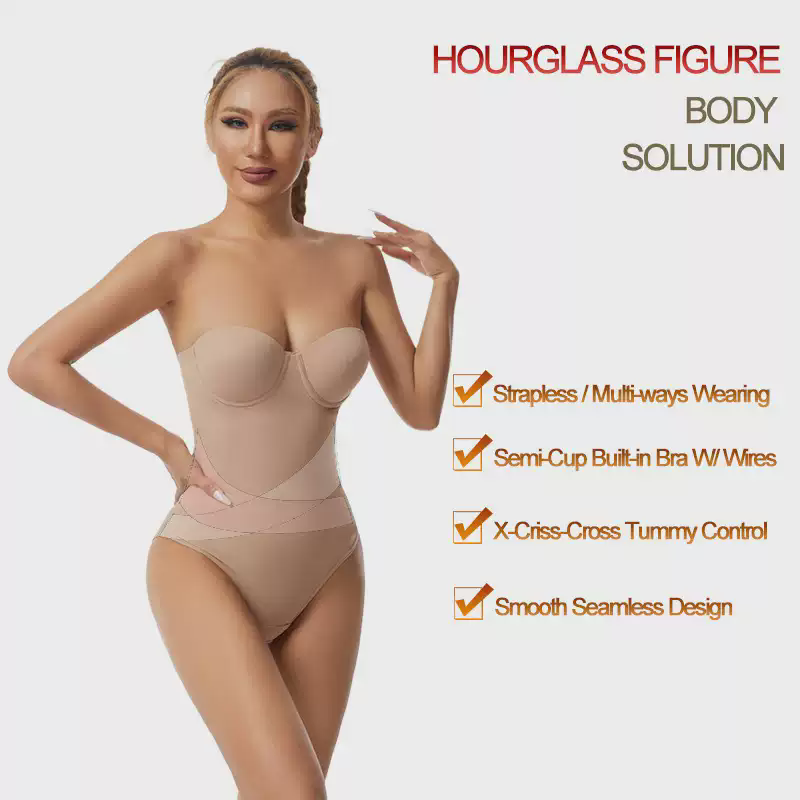 HOURGLASS FIGURE
BODY
SOLUTION
Strapless / Multi-ways Wearing
Semi-Cup Built-in Bra W/ Wires
X-Criss-Cross Tummy Control
Smooth Seamless Design